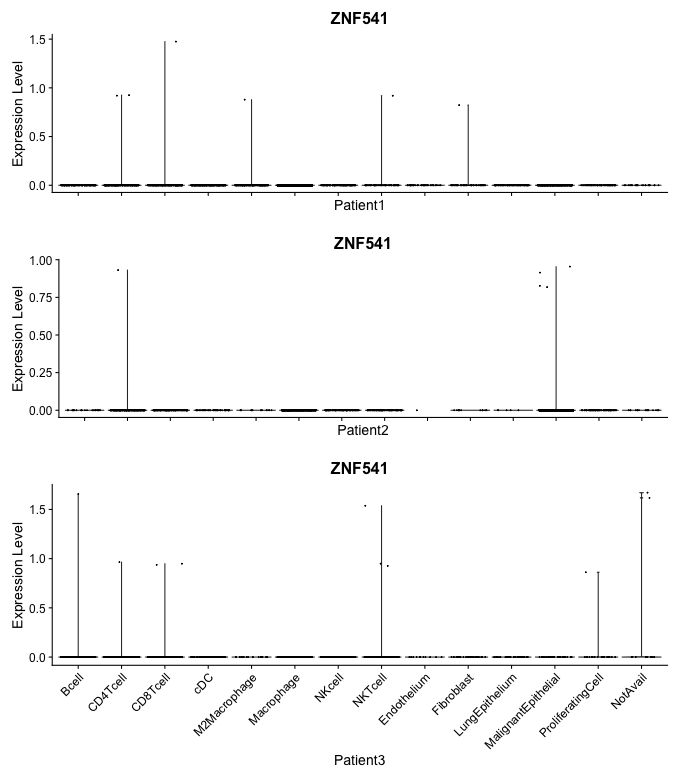 ZNF541
Expression Level
1.5
1.0
0.5
0.0
Patient1
ZNF541
Expression Level
1.00
0.75
0.50
0.25
0.00
Patient2
ZNF541
Expression Level
1.5
1.0
0.5
0.0
Bcell
CD4Tcell
CD8Tcell
cDC
M2Macrophage
Macrophage
NKcell
NKTcell
Endothelium
Fibroblast
LungEpithelium
MalignantEpithelial
ProliferatingCell
NotAvail
Patient3